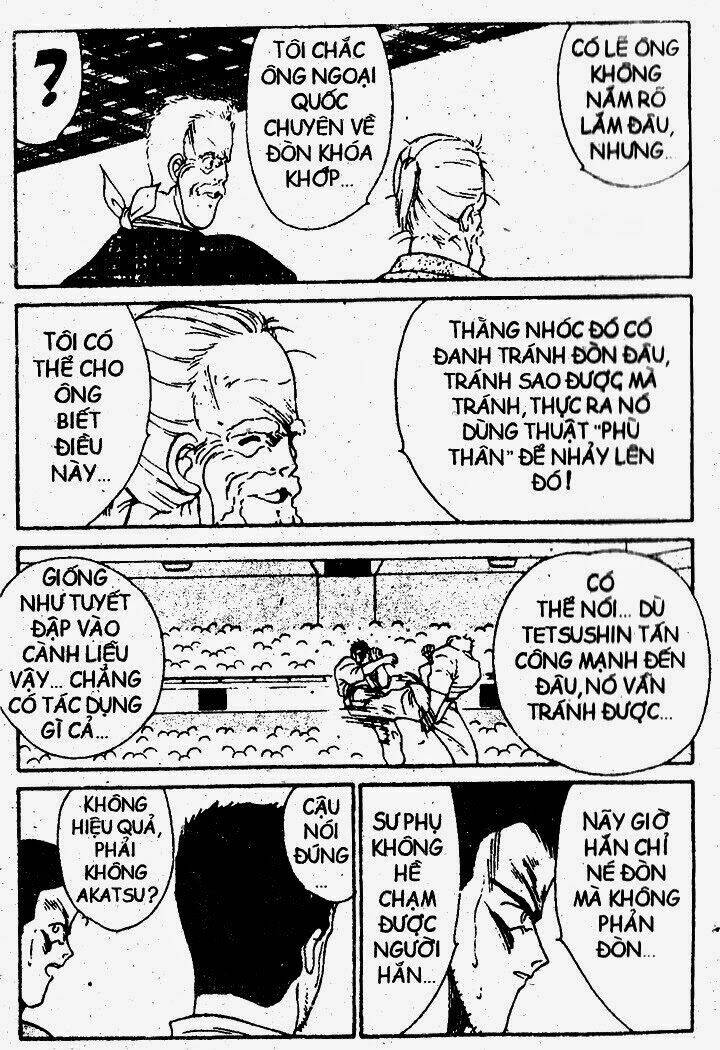 CÓ LẼ ÔNG
KHÔNG
NẮM RÕ
LẮM ĐÂU,
NHƯNG...
TÔI CHẮC
ÔNG NGOẠI
QUỐC
CHUYÊN VỀ
ĐÒN KHÓA
KHỚP...
?
THẰNG NHÓC ĐÓ CÓ
ĐANH TRÁNH ĐÒN ĐÂU,
TRÁNH SAO ĐƯỢC MÀ
TRÁNH, THỰC RA NÓ
DÙNG THUẬT "PHÙ
THÂN" ĐỂ NHẢY LÊN
ĐÓ!
TÔI CÓ
THỂ CHO
ÔNG
BIẾT
ĐIỀU
NÀY...
CÓ
THỂ NÓI... DÙ
TETSUSHIN TẤN
CÔNG MẠNH ĐẾN
ĐÂU, NÓ VẪN
TRÁNH ĐƯỢC...
GIỐNG
NHƯ TUYẾT
ĐẬP VÀO
CÀNH LIỄU
VẬY... CHẲNG
CÓ TÁC DỤNG
GÌ CẢ...
NÃY GIỜ
HẮN CHỈ
NÉ ĐÒN
MÀ KHÔNG
PHẢN
ĐÒN...
SƯ PHỤ
KHÔNG
HỀ
CHẠM
ĐƯỢC
NGƯỜI
HẮN...
CẬU
NÓI
ĐÚNG
...
KHÔNG
HIỆU QUẢ,
PHẢI
KHÔNG
AKATSU?